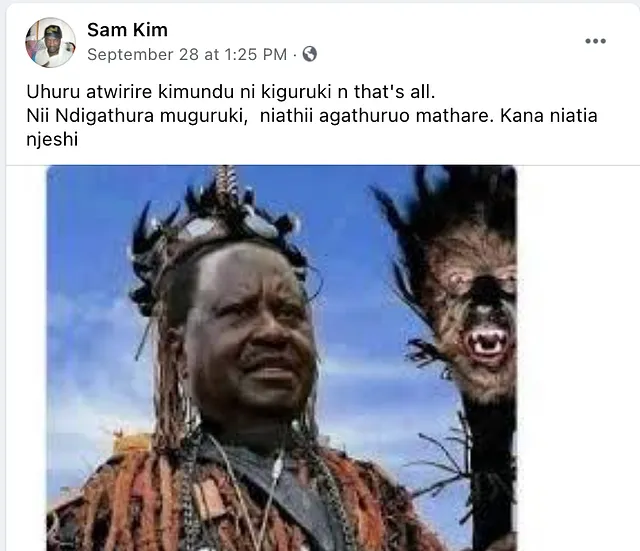 Sam Kim
September 28 at 1:25 PM ·
Uhuru atwirire kimundu ni kiguruki n that's all.
Nii Ndigathura muguruki, niathii agathuruo mathare. Kana niatia
njeshi